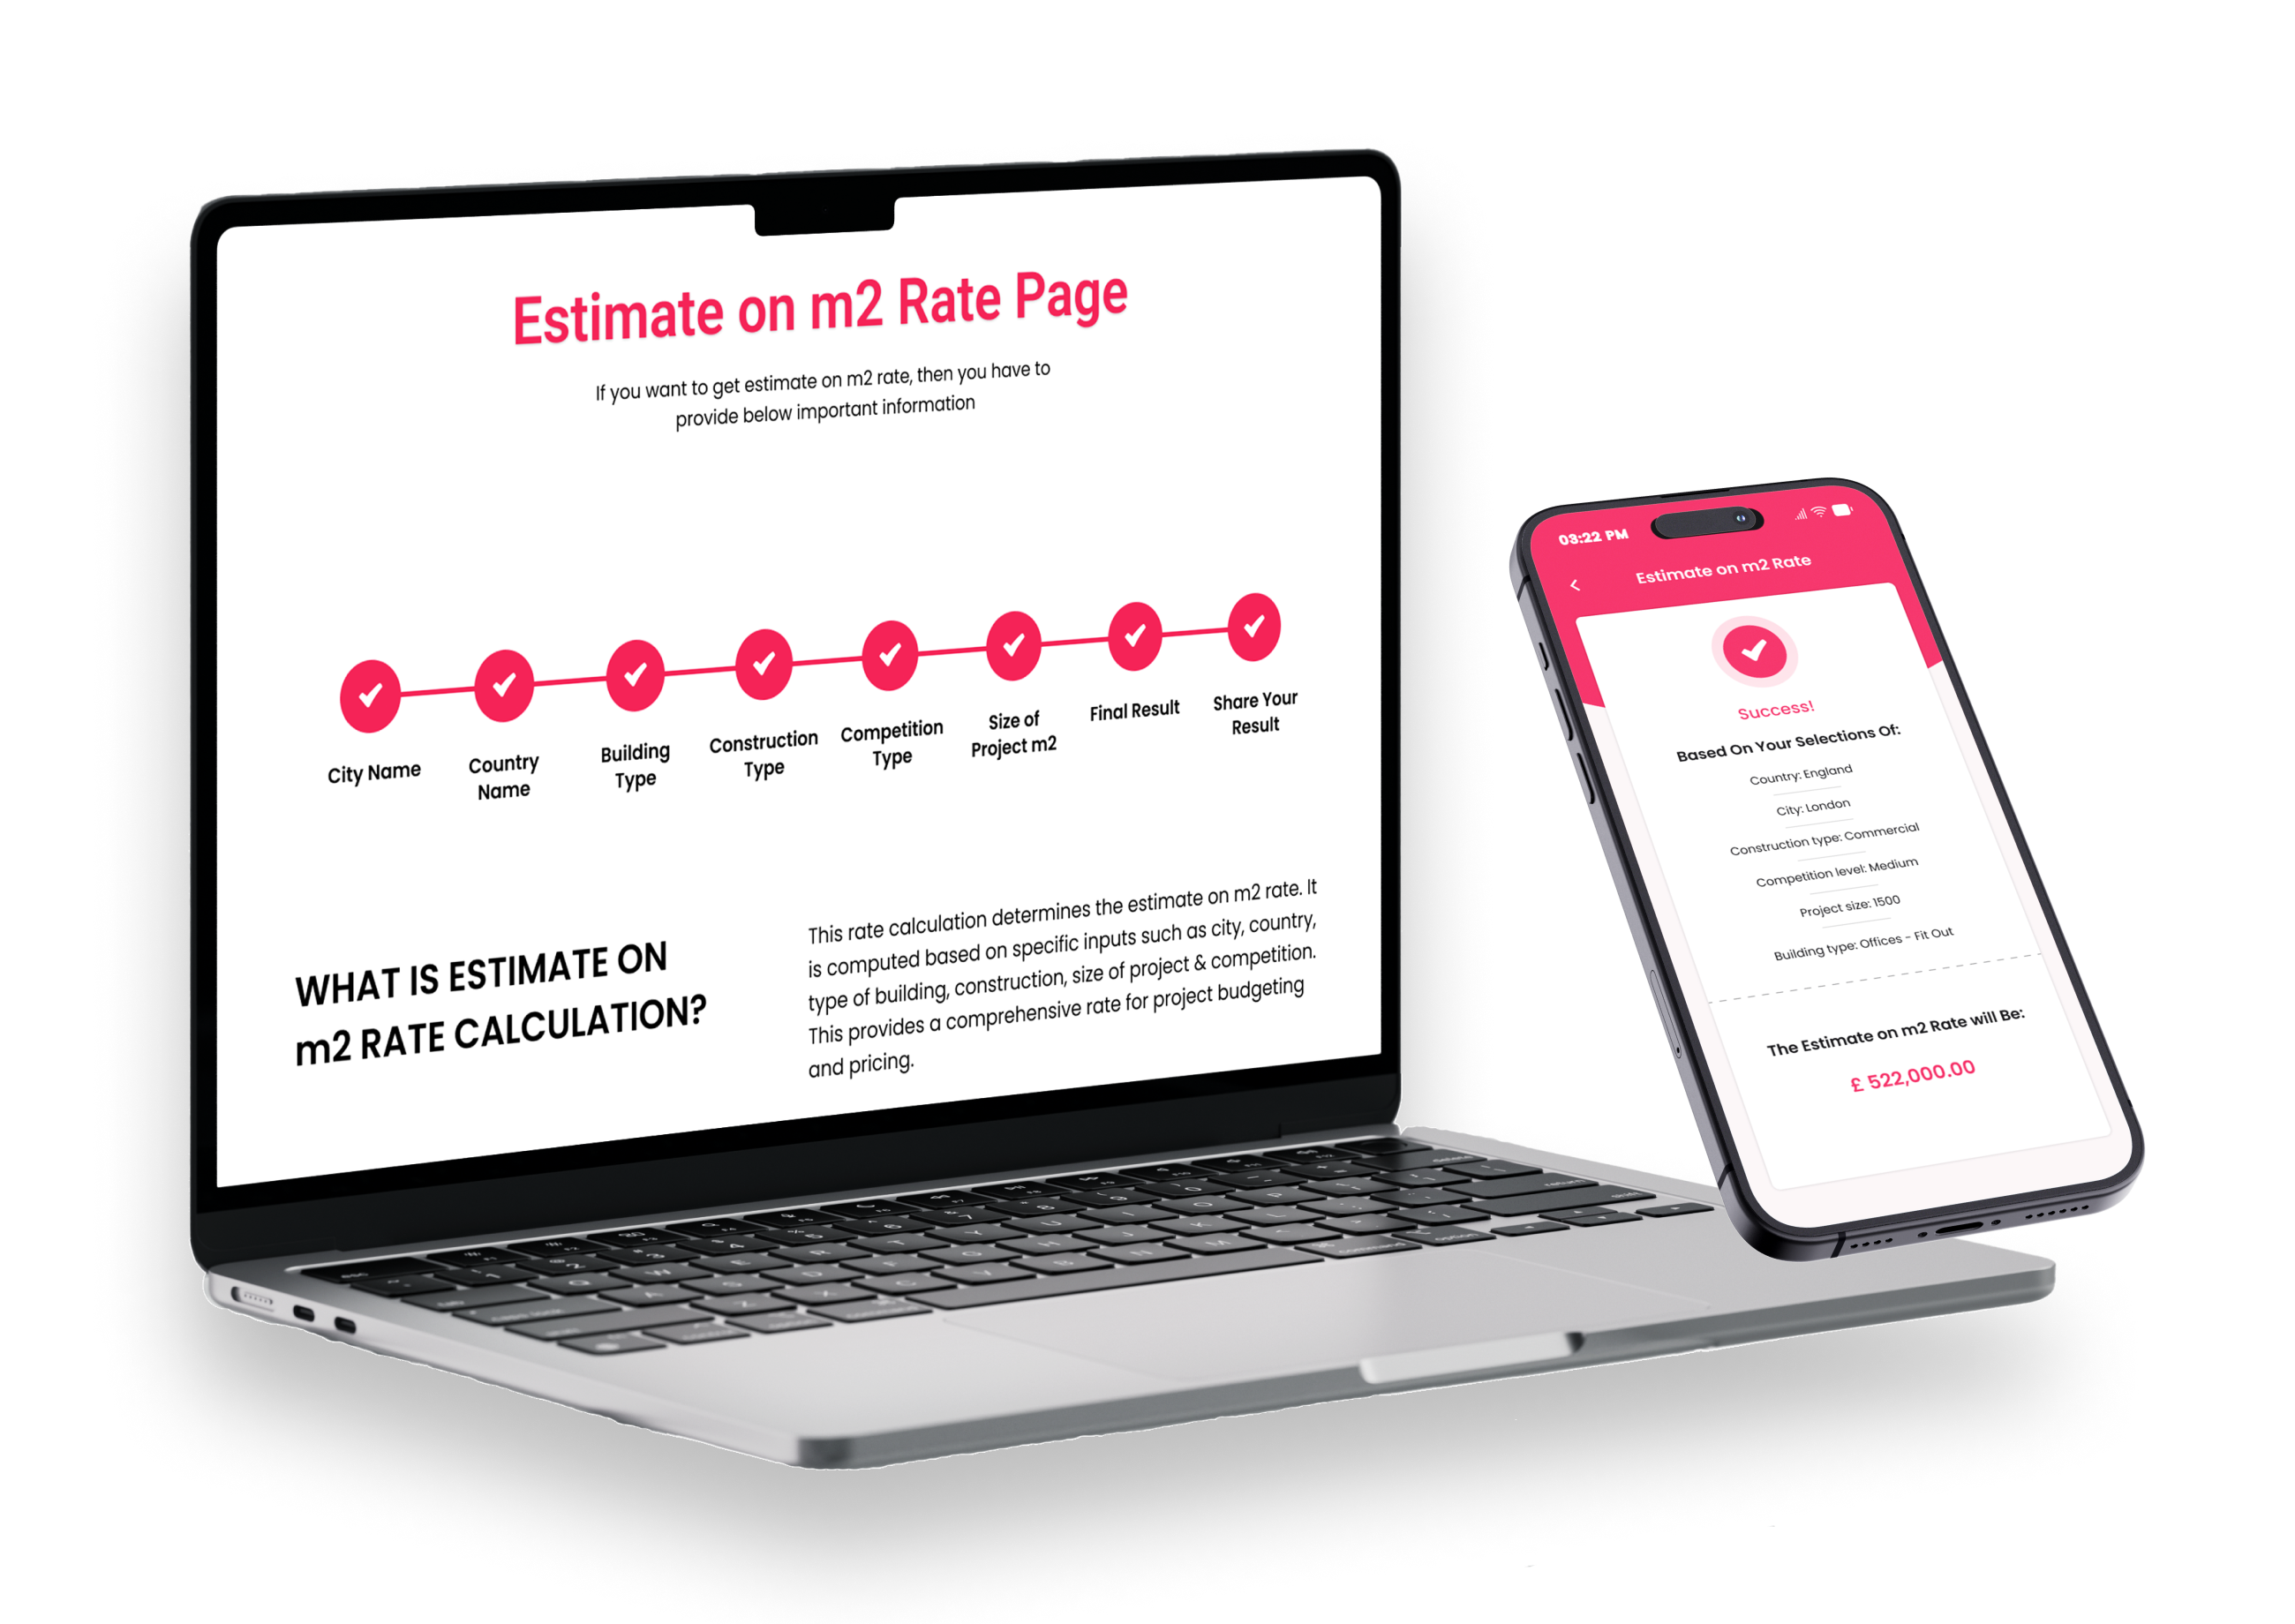 Estimate on m2 Rate Page
If you want to get estimate on m2 rate, then you have to
provide below important information
City Name
Country
Name
Building
Type
Construction
Type
Competition
Type
Size of
Project m2
Final Result
Share Your
Result
WHAT IS ESTIMATE ON
m2 RATE CALCULATION?
This rate calculation determines the estimate on m2 rate. It
is computed based on specific inputs such as city, country,
type of building, construction, size of project & competition.
This provides a comprehensive rate for project budgeting
and pricing.
03:22 PM
Estimate on m2 Rate
Success!
Based On Your Selections Of:
Country: England
City: London
Construction type: Commercial
Competition level: Medium
Project size: 1500
Building type: Offices - Fit Out
The Estimate on m2 Rate will Be:
£ 522,000.00